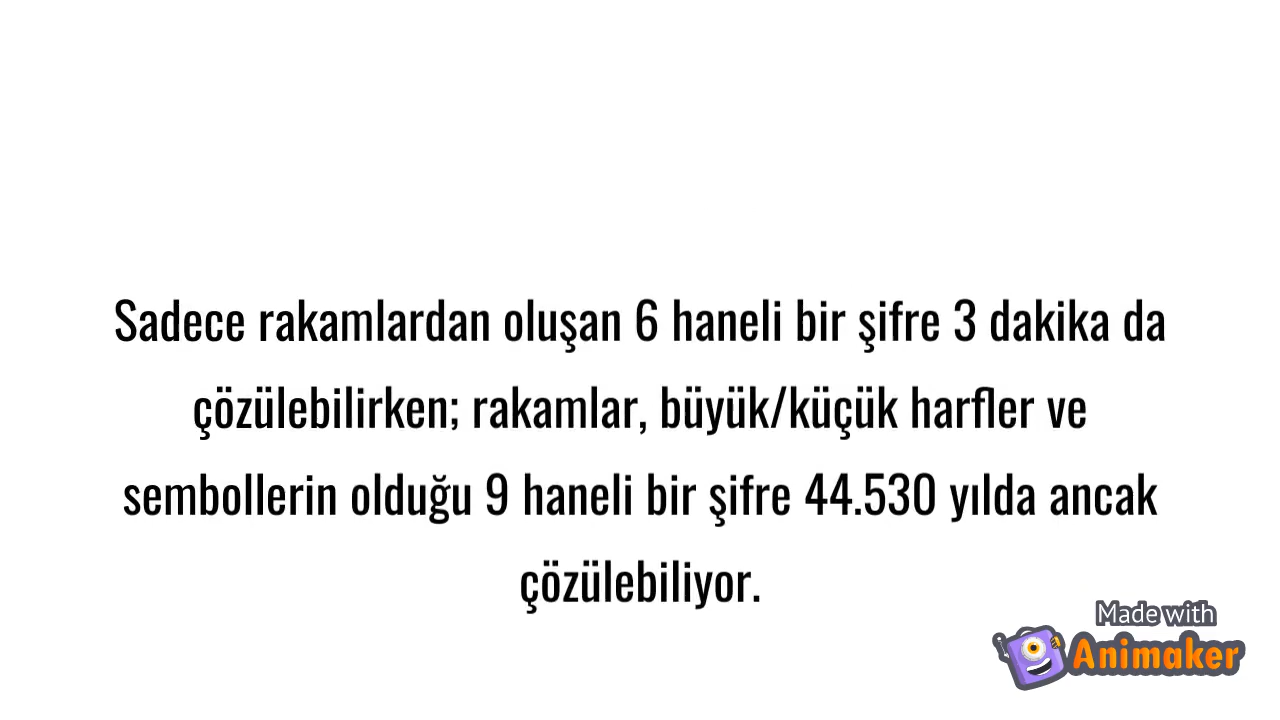 Sadece rakamlardan oluşan 6 haneli bir şifre 3 dakika da
çözülebilirken; rakamlar, büyük/küçük harfler ve
sembollerin olduğu 9 haneli bir şifre 44.530 yılda ancak
çözülebiliyor.
Made with
Animaker